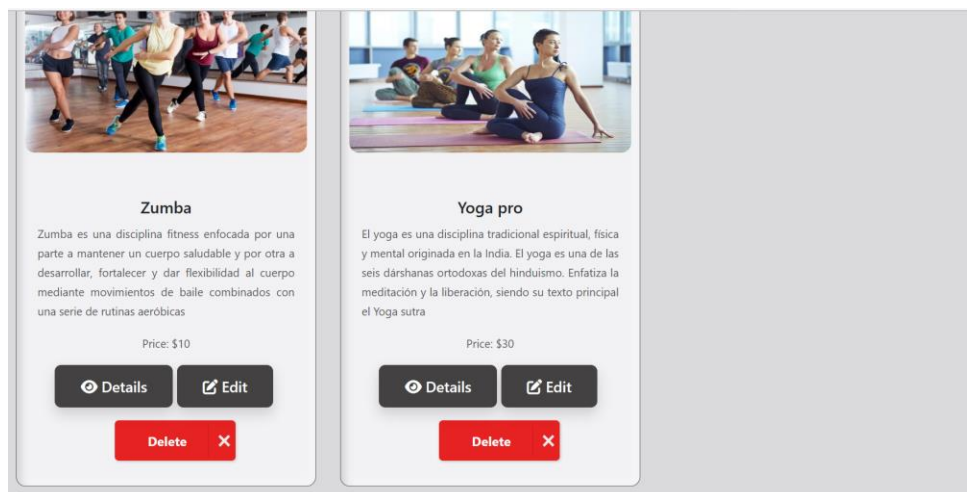 Zumba
Zumba es una disciplina fitness enfocada por una
parte a mantener un cuerpo saludable y por otra a
desarrollar, fortalecer y dar flexibilidad al cuerpo
mediante movimientos de baile combinados con
una serie de rutinas aeróbicas
Price: $10
Details
Edit
Delete
Yoga pro
El yoga es una disciplina tradicional espiritual, física
y mental originada en la India. El yoga es una de las
seis dárshanas ortodoxas del hinduismo. Enfatiza la
meditación y la liberación, siendo su texto principal
el Yoga sutra
Price: $30
Details
Edit
Delete